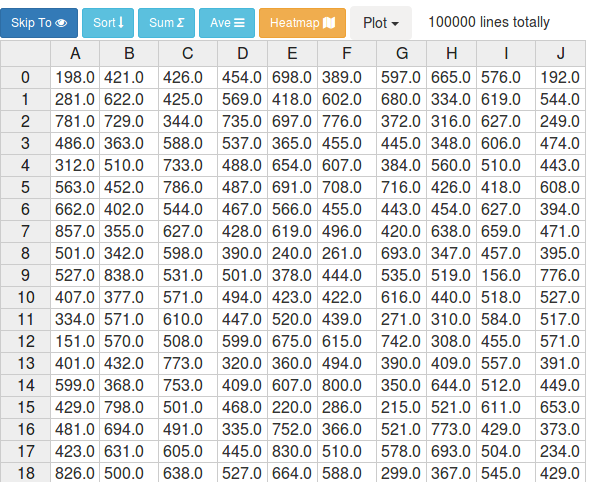 Skip To Sort Sum Σ Ave Heatmap Plot 100000 lines totally
A B C D E F G H I J
0 198.0 421.0 426.0 454.0 698.0 389.0 597.0 665.0 576.0 192.0
1 281.0 622.0 425.0 569.0 418.0 602.0 680.0 334.0 619.0 544.0
2 781.0 729.0 344.0 735.0 697.0 776.0 372.0 316.0 627.0 249.0
3 486.0 363.0 588.0 537.0 365.0 455.0 445.0 348.0 606.0 474.0
4 312.0 510.0 733.0 488.0 654.0 607.0 384.0 560.0 510.0 443.0
5 563.0 452.0 786.0 487.0 691.0 708.0 716.0 426.0 418.0 608.0
6 662.0 402.0 544.0 467.0 566.0 455.0 443.0 454.0 627.0 394.0
7 857.0 355.0 627.0 428.0 619.0 496.0 420.0 638.0 659.0 471.0
8 501.0 342.0 598.0 390.0 240.0 261.0 693.0 347.0 457.0 395.0
9 527.0 838.0 531.0 501.0 378.0 444.0 535.0 519.0 156.0 776.0
10 407.0 377.0 571.0 494.0 423.0 422.0 616.0 440.0 518.0 527.0
11 334.0 571.0 610.0 447.0 520.0 439.0 271.0 310.0 584.0 517.0
12 151.0 570.0 508.0 599.0 675.0 615.0 742.0 308.0 455.0 571.0
13 401.0 432.0 773.0 320.0 360.0 494.0 390.0 409.0 557.0 391.0
14 599.0 368.0 753.0 409.0 607.0 800.0 350.0 644.0 512.0 449.0
15 429.0 798.0 501.0 468.0 220.0 286.0 215.0 521.0 611.0 653.0
16 481.0 694.0 491.0 335.0 752.0 366.0 521.0 773.0 429.0 373.0
17 423.0 631.0 605.0 445.0 830.0 510.0 578.0 693.0 504.0 234.0
18 826.0 500.0 638.0 527.0 664.0 588.0 299.0 367.0 545.0 429.0